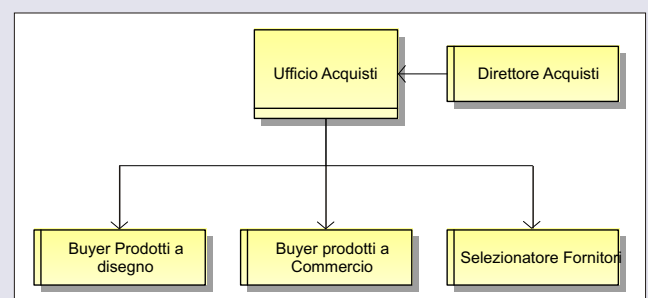 Ufficio Acquisti
Direttore Acquisti
Buyer Prodotti a
disegno
Buyer prodotti a
Commercio
Selezionatore Fornitori